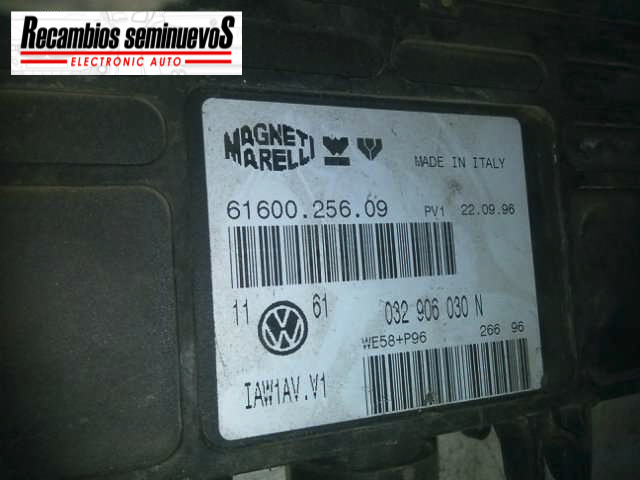 Recambios seminuevoS
ELECTRONIC AUTO
MAGNETI
MARELLI
MADE IN ITALY
61600.256.09 PV1 22.09.96
11 61 032 906 030 N
WE58+P96 266 96
IAW1AV.V1